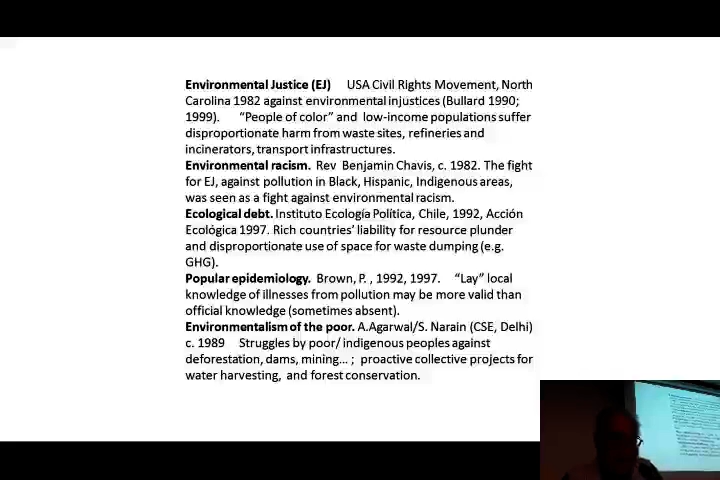 Environmental Justice (EJ) USA Civil Rights Movement, North
Carolina 1982 against environmental injustices (Bullard 1990;
1999). “People of color” and low-income populations suffer
disproportionate harm from waste sites, refineries and
incinerators, transport infrastructures.
Environmental racism. Rev Benjamin Chavis, c. 1982. The fight
for EJ, against pollution in Black, Hispanic, Indigenous areas,
was seen as a fight against environmental racism.
Ecological debt. Instituto Ecología Política, Chile, 1992, Acción
Ecológica 1997. Rich countries’ liability for resource plunder
and disproportionate use of space for waste dumping (e.g.
GHG).
Popular epidemiology. Brown, P. , 1992, 1997. “Lay” local
knowledge of illnesses from pollution may be more valid than
official knowledge (sometimes absent).
Environmentalism of the poor. A.Agarwal/S. Narain (CSE, Delhi)
c. 1989 Struggles by poor/ indigenous peoples against
deforestation, dams, mining... ; proactive collective projects for
water harvesting, and forest conservation.